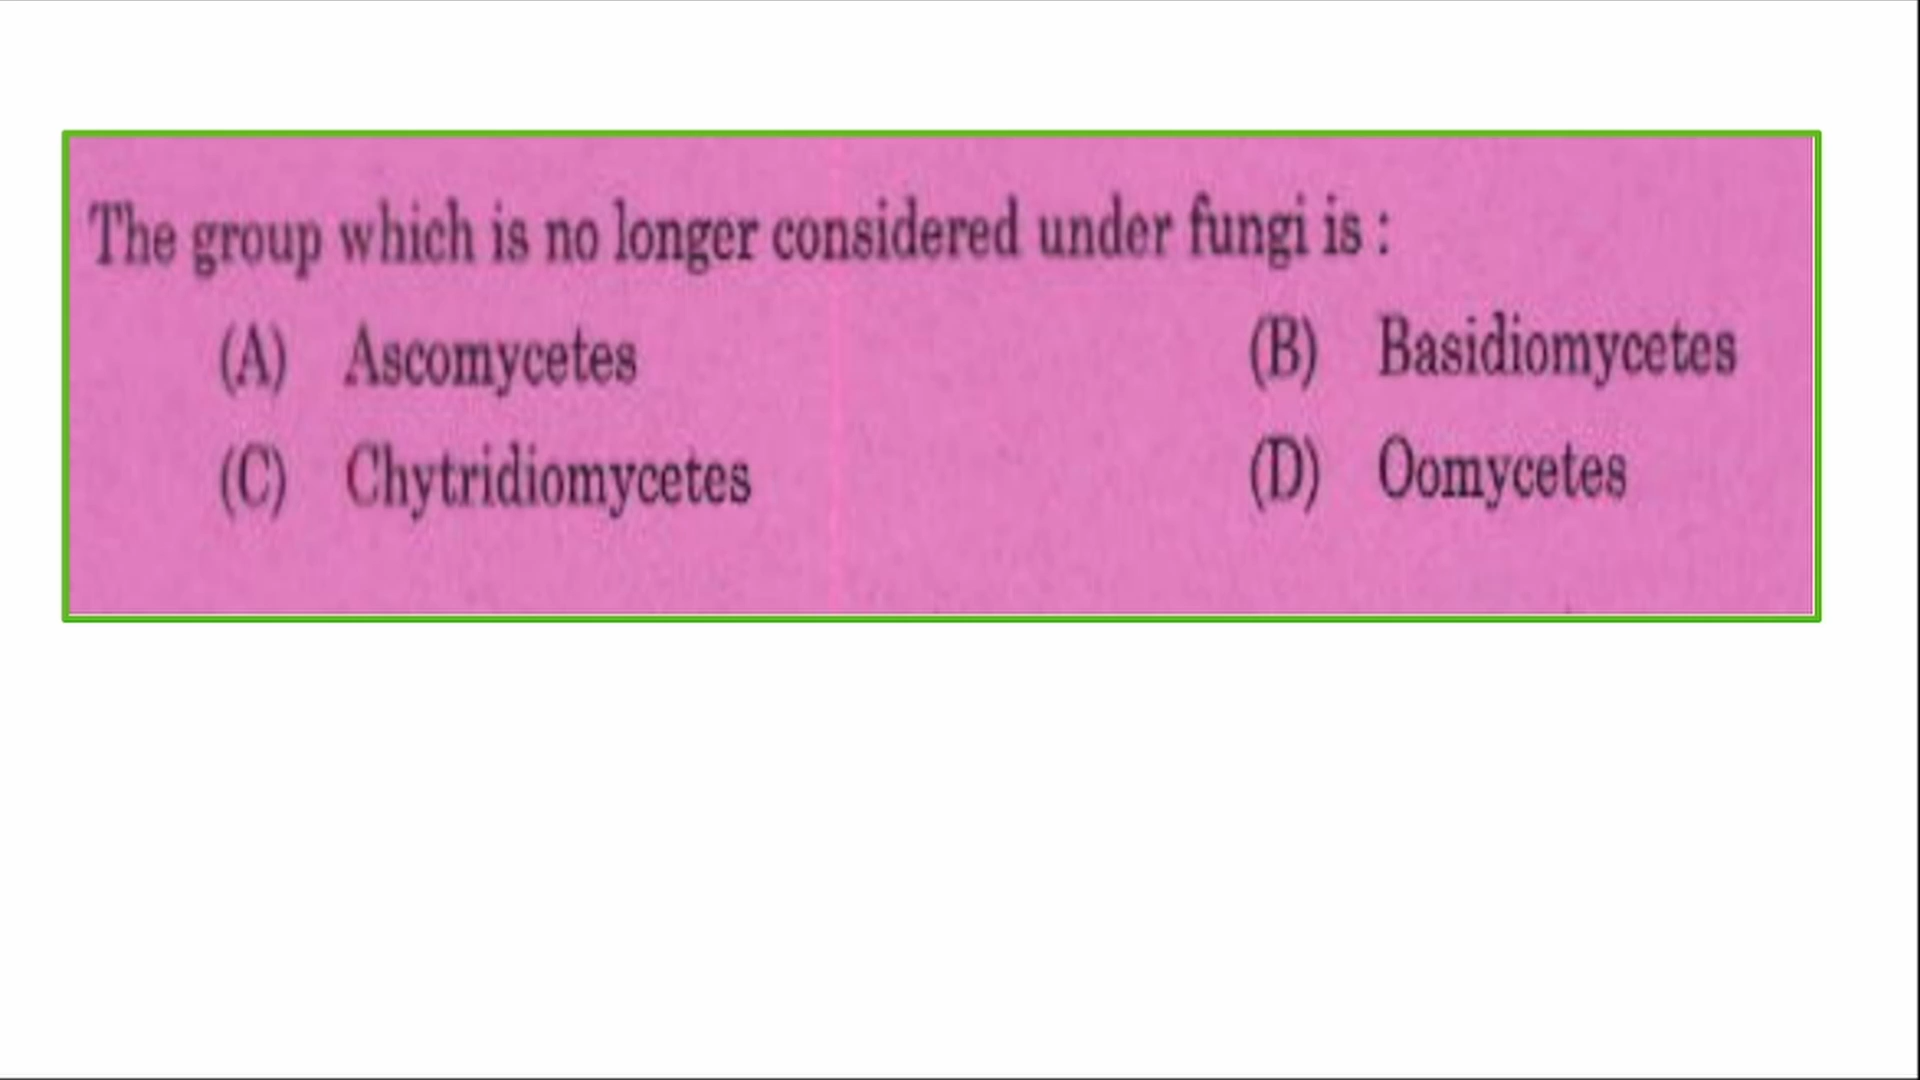 The group which is no longer considered under fungi is :
(A) Ascomycetes (B) Basidiomycetes
(C) Chytridiomycetes (D) Oomycetes